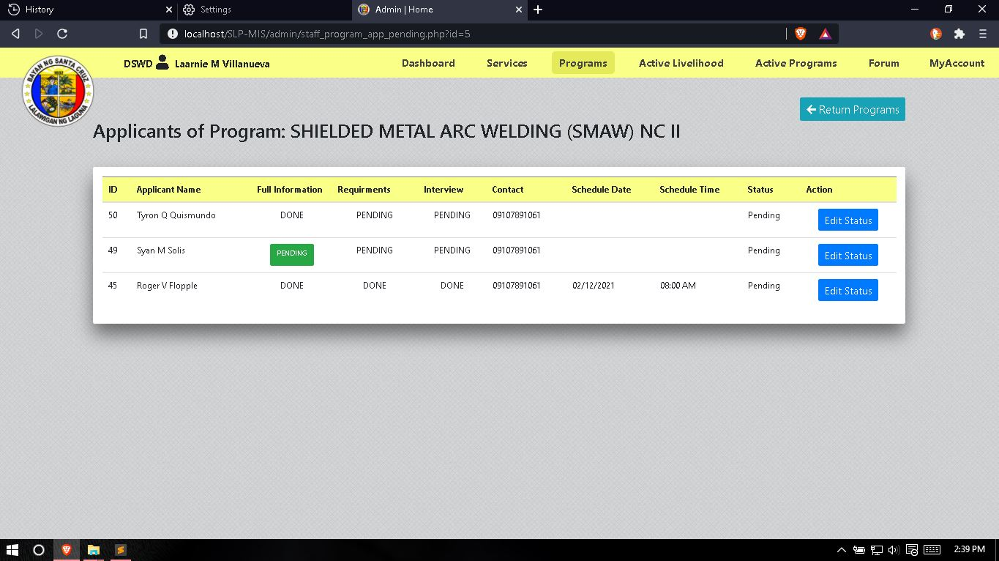 History
Settings
Admin | Home
localhost/SLP-MIS/admin/staff_program_app_pending.php?id=5
DSWD Laarnie M Villanueva
Dashboard Services Programs Active Livelihood Active Programs Forum MyAccount
BAYAN NG SANTA CRUZ
1602
LALAWIGAN NG LAGUNA
Return Programs
Applicants of Program: SHIELDED METAL ARC WELDING (SMAW) NC II
ID Applicant Name Full Information Requirments Interview Contact Schedule Date Schedule Time Status Action
50 Tyron Q Quismundo DONE PENDING PENDING 09107891061 Pending Edit Status
49 Syan M Solis PENDING PENDING PENDING 09107891061 Pending Edit Status
45 Roger V Flopple DONE DONE DONE 09107891061 02/12/2021 08:00 AM Pending Edit Status
2:39 PM